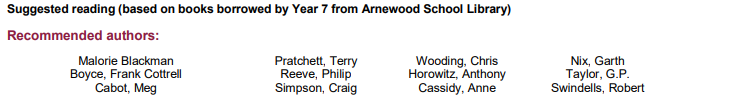 Suggested reading (based on books borrowed by Year 7 from Arnewood School Library)
Recommended authors:
Malorie Blackman Pratchett, Terry Wooding, Chris Nix, Garth
Boyce, Frank Cottrell Reeve, Philip Horowitz, Anthony Taylor, G.P.
Cabot, Meg Simpson, Craig Cassidy, Anne Swindells, Robert